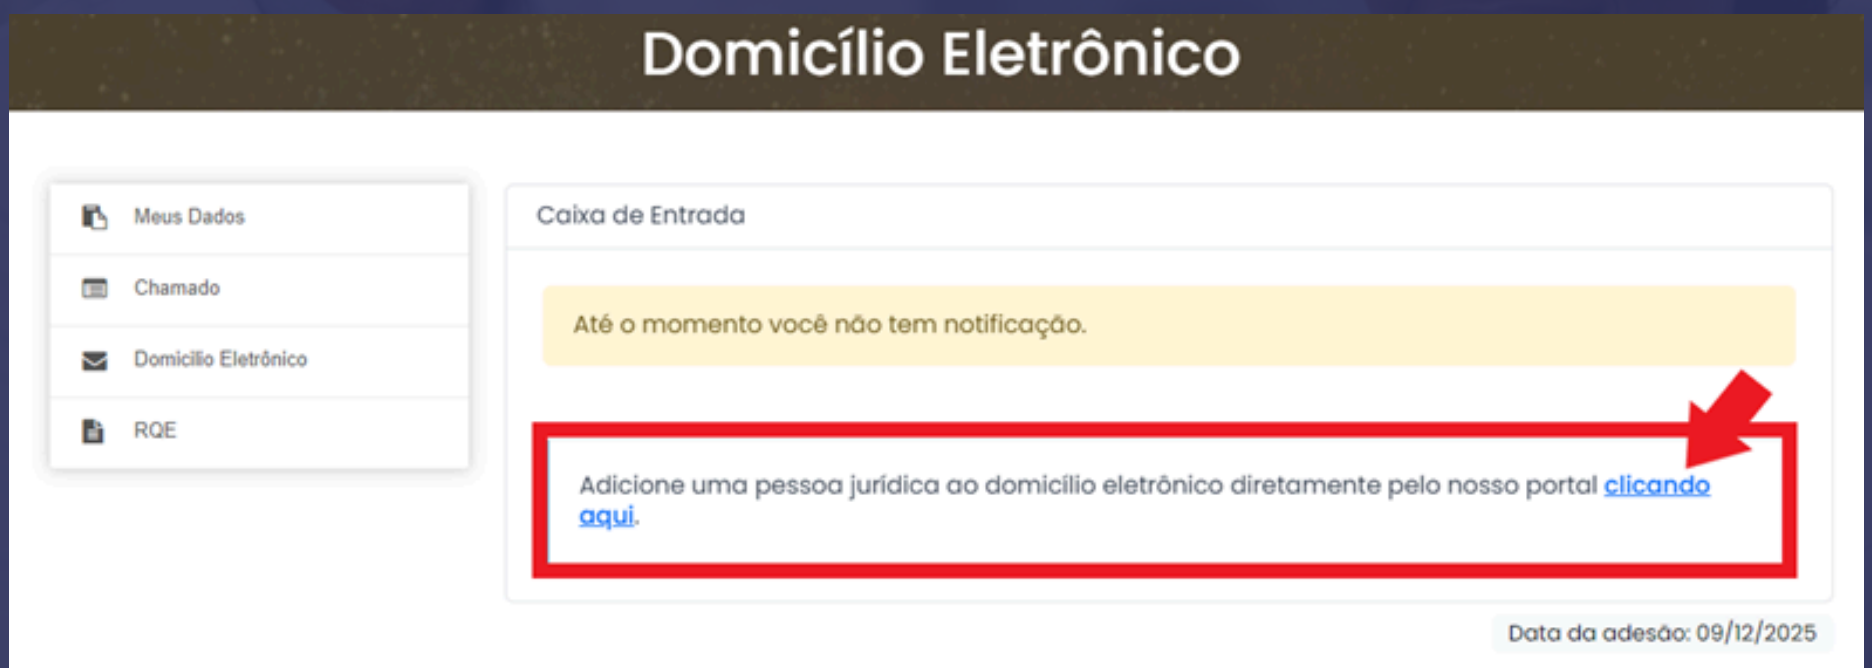 Domicílio Eletrônico
Meus Dados
Chamado
Domicilio Eletrônico
RQE
Caixa de Entrada
Até o momento você não tem notificação.
Adicione uma pessoa jurídica ao domicílio eletrônico diretamente pelo nosso portal clicando
aqui.
Data da adesão: 09/12/2025